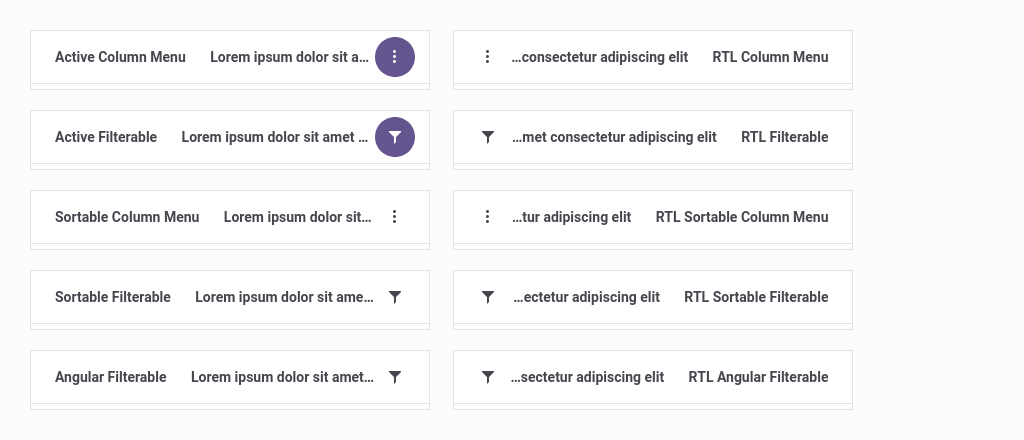 Active Column Menu Lorem ipsum dolor sit a...
...consectetur adipiscing elit RTL Column Menu
Active Filterable Lorem ipsum dolor sit amet ...
...met consectetur adipiscing elit RTL Filterable
Sortable Column Menu Lorem ipsum dolor sit...
...tur adipiscing elit RTL Sortable Column Menu
Sortable Filterable Lorem ipsum dolor sit ame...
...ectetur adipiscing elit RTL Sortable Filterable
Angular Filterable Lorem ipsum dolor sit amet...
...sectetur adipiscing elit RTL Angular Filterable